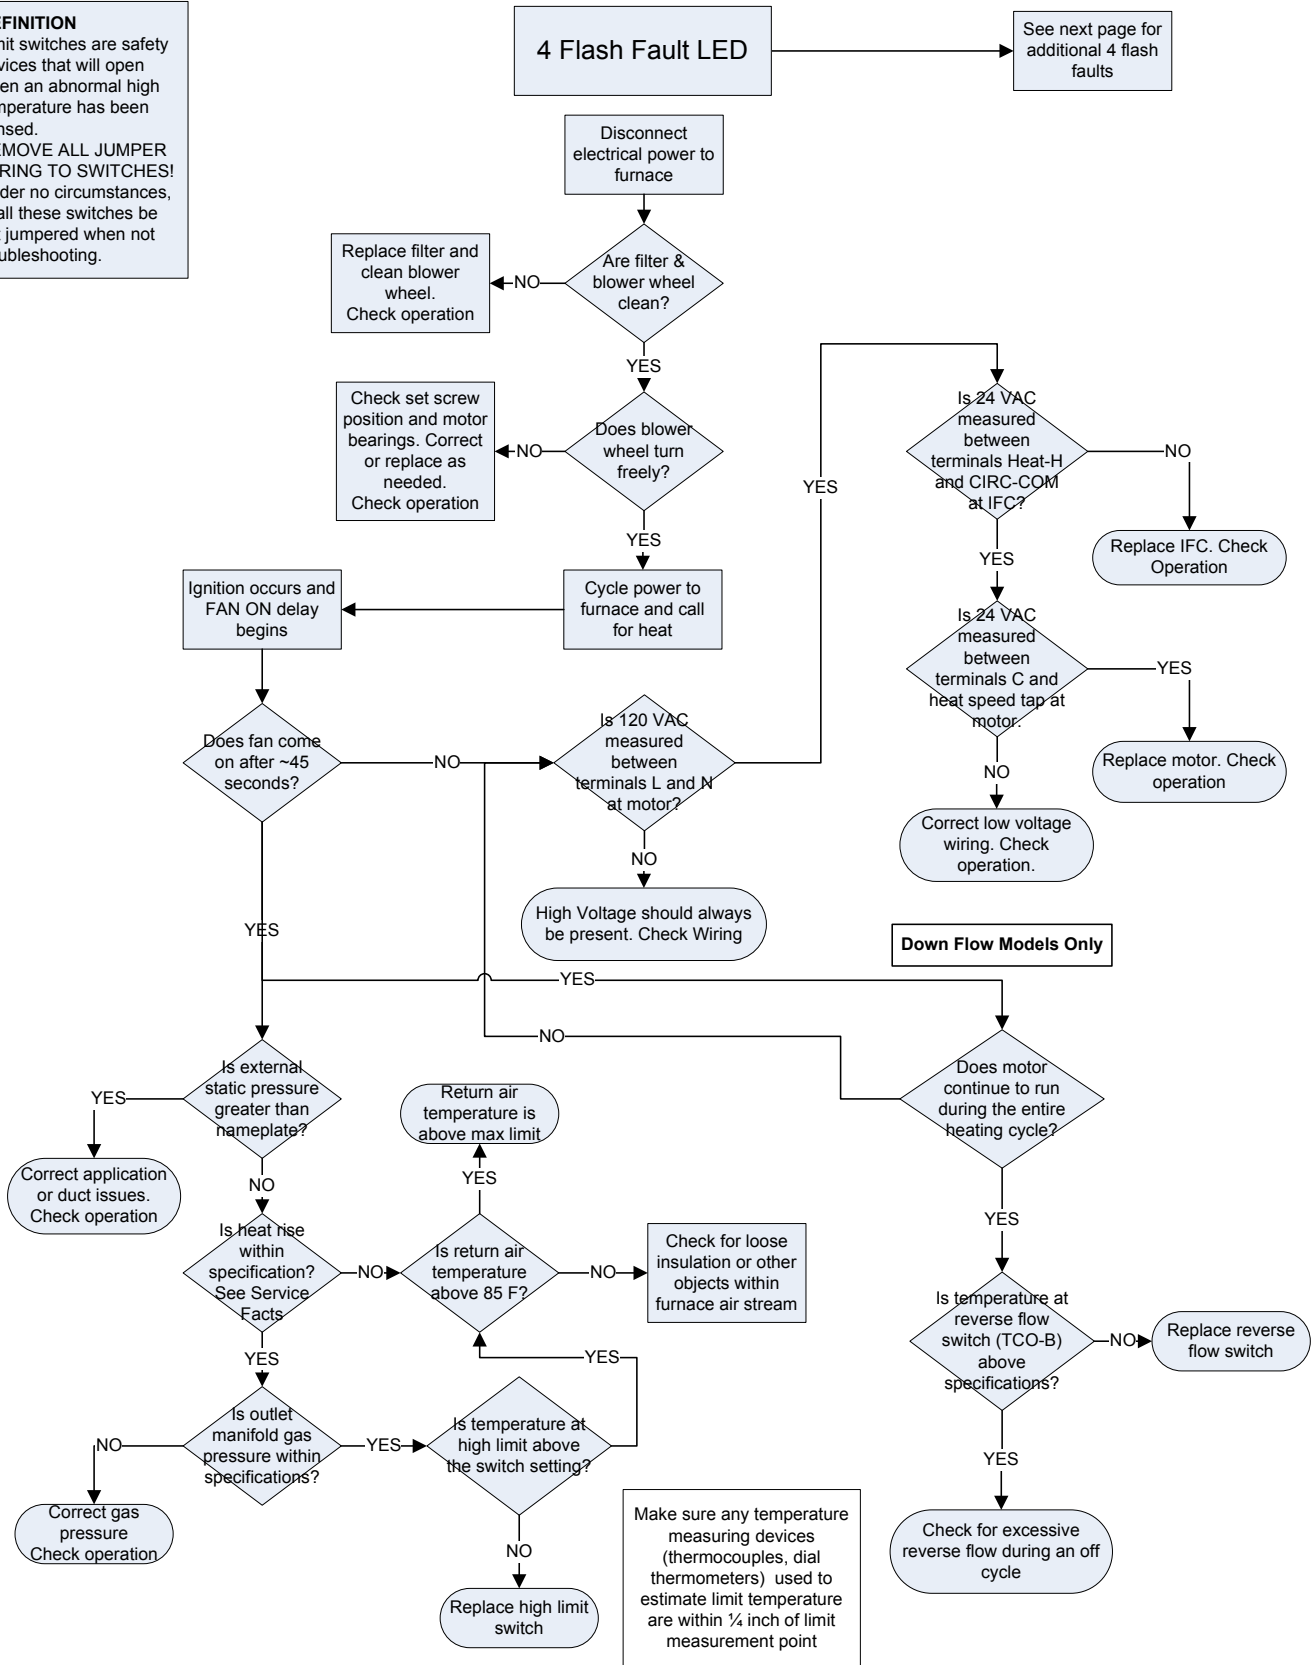 EFINITION
mit switches are safety
vices that will open
en an abnormal high
mperature has been
nsed.
EMOVE ALL JUMPER
RING TO SWITCHES!
der no circumstances,
all these switches be
t jumpered when not
ubleshooting.
4 Flash Fault LED
See next page for
additional 4 flash
faults
Disconnect
electrical power to
furnace
Are filter &
blower wheel
clean?
NO
Replace filter and
clean blower
wheel.
Check operation
YES
Does blower
wheel turn
freely?
NO
Check set screw
position and motor
bearings. Correct
or replace as
needed.
Check operation
YES
Cycle power to
furnace and call
for heat
Ignition occurs and
FAN ON delay
begins
Does fan come
on after ~45
seconds?
NO
Is 120 VAC
measured
between
terminals L and N
at motor?
NO
High Voltage should always
be present. Check Wiring
YES
Is 24 VAC
measured
between
terminals Heat-H
and CIRC-COM
at IFC?
NO
Replace IFC. Check
Operation
YES
Is 24 VAC
measured
between
terminals C and
heat speed tap at
motor.
YES
Replace motor. Check
operation
NO
Correct low voltage
wiring. Check
operation.
YES
YES
NO
Down Flow Models Only
Does motor
continue to run
during the entire
heating cycle?
YES
Is temperature at
reverse flow
switch (TCO-B)
above
specifications?
NO
Replace reverse
flow switch
YES
Check for excessive
reverse flow during an off
cycle
Is external
static pressure
greater than
nameplate?
YES
Correct application
or duct issues.
Check operation
NO
Is heat rise
within
specification?
See Service
Facts
NO
Is return air
temperature
above 85 F?
YES
Return air
temperature is
above max limit
NO
Check for loose
insulation or other
objects within
furnace air stream
YES
Is outlet
manifold gas
pressure within
specifications?
NO
Correct gas
pressure
Check operation
YES
Is temperature at
high limit above
the switch setting?
YES
NO
Replace high limit
switch
Make sure any temperature
measuring devices
(thermocouples, dial
thermometers) used to
estimate limit temperature
are within ¼ inch of limit
measurement point